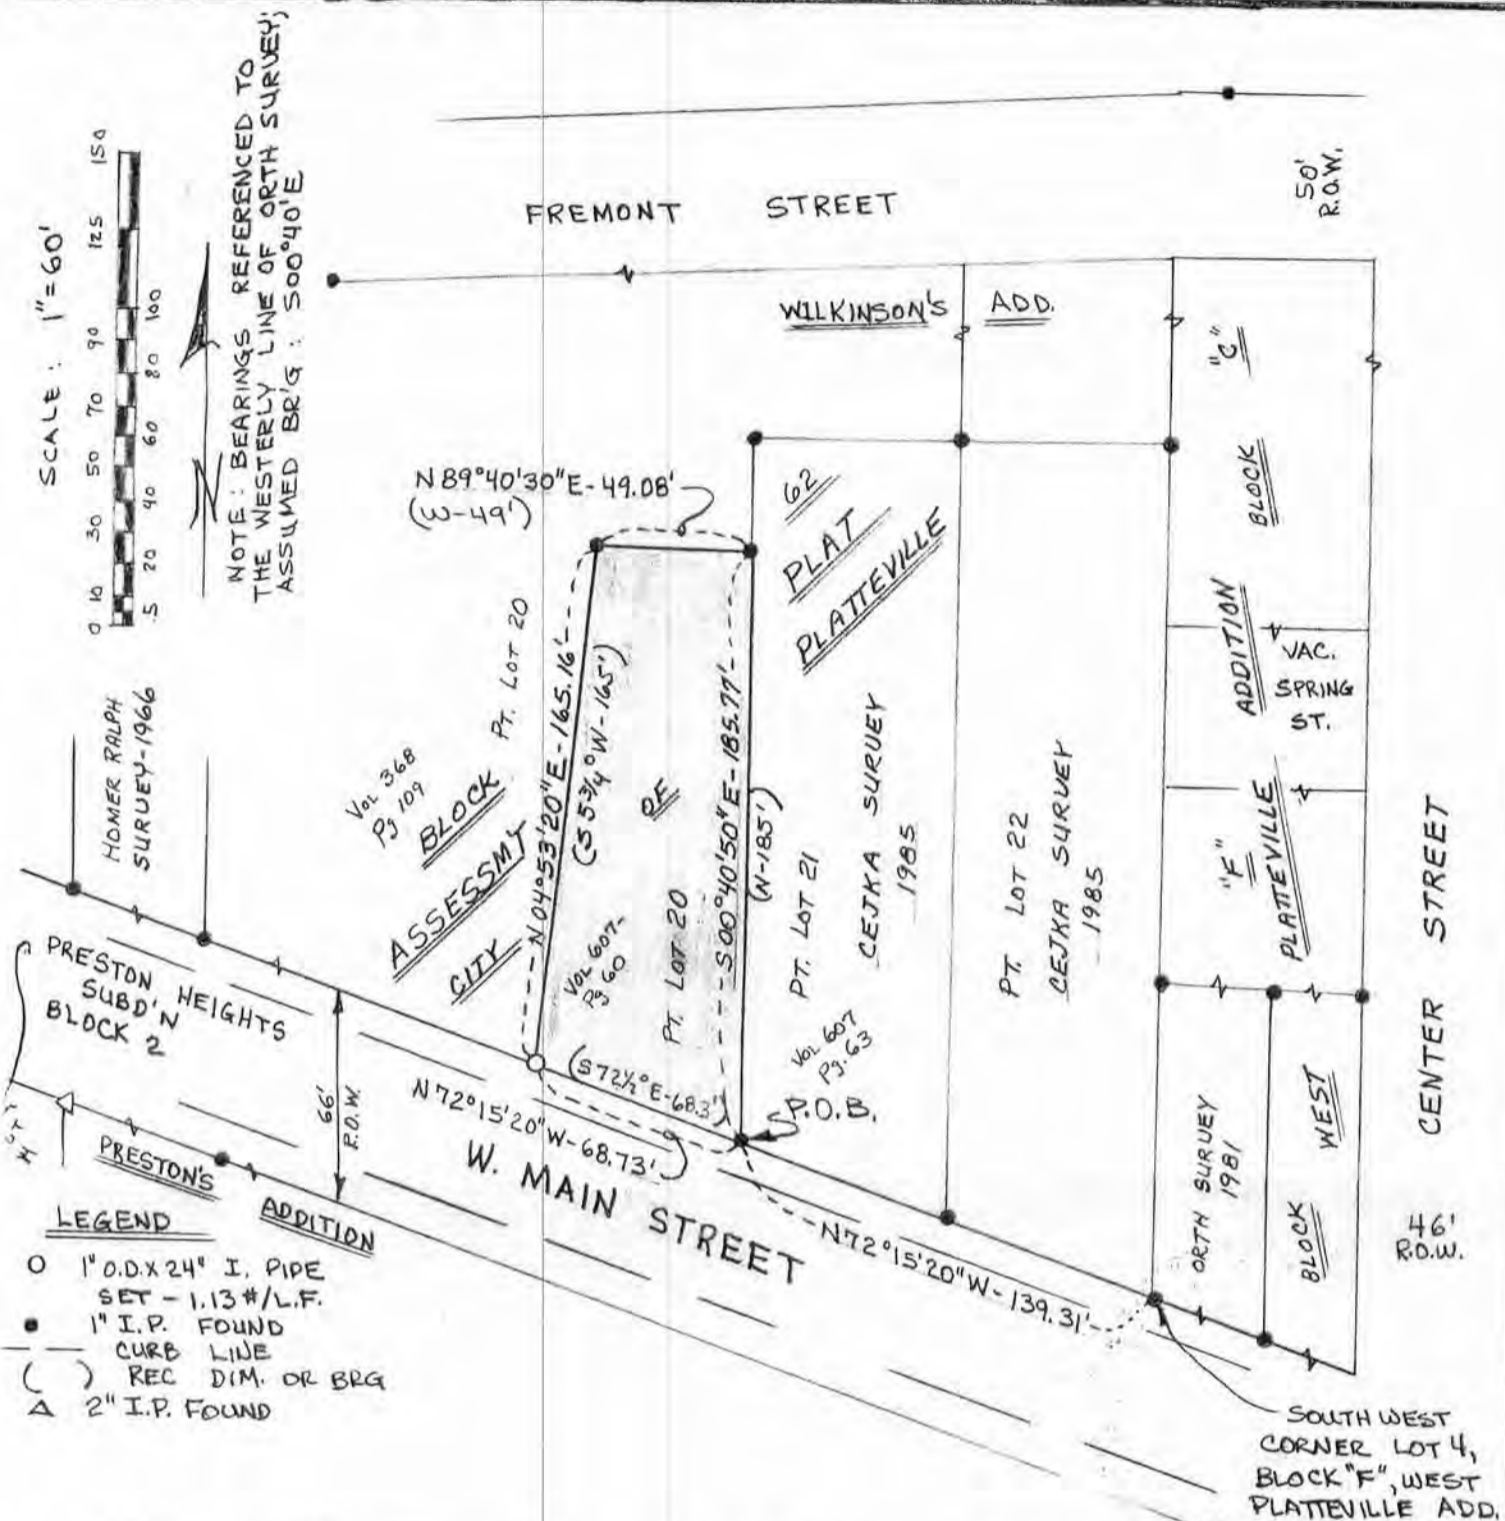 FREMONT STREET
50'
R.O.W.
SCALE : 1"=60'
0 10 30 50 70 90 125 150
5 20 40 60 80 100
N
NOTE : BEARINGS REFERENCED TO
THE WESTERLY LINE OF ORTH SURVEY;
ASSUMED BR'G : S00°40'E
WILKINSON'S ADD.
"C"
BLOCK
ADDITION
VAC.
SPRING
ST.
"F"
PLATTEVILLE
N89°40'30"E-49.08'
(W-49')
62
PLAT
PLATTEVILLE
HOMER RALPH
SURVEY-1966
Vol 368
Pg 109
PT. LOT 20
BLOCK
ASSESSM'T
CITY
N04°53'20"E-165.16'
(S 5 3/4° W-165')
OF
Vol 607-
Pg 60
PT. LOT 20
S00°40'50"E-185.77'
(N-185')
PT. LOT 21
CEJKA SURVEY
1985
Vol 607
Pg. 63
P.O.B.
PT. LOT 22
CEJKA SURVEY
1985
CENTER STREET
46'
R.O.W.
ORTH SURVEY
1981
BLOCK WEST
PRESTON HEIGHTS
SUBD'N
BLOCK 2
66'
R.O.W.
(S72½°E-68.3')
N72°15'20"W-68.73'
W. MAIN STREET
N72°15'20"W-139.31'
PRESTON'S
ADDITION
LEGEND
1" O.D.X 24" I. PIPE
SET - 1.13#/L.F.
1" I.P. FOUND
CURB LINE
( ) REC DIM. OR BRG
2" I.P. FOUND
SOUTHWEST
CORNER LOT 4,
BLOCK "F", WEST
PLATTEVILLE ADD.